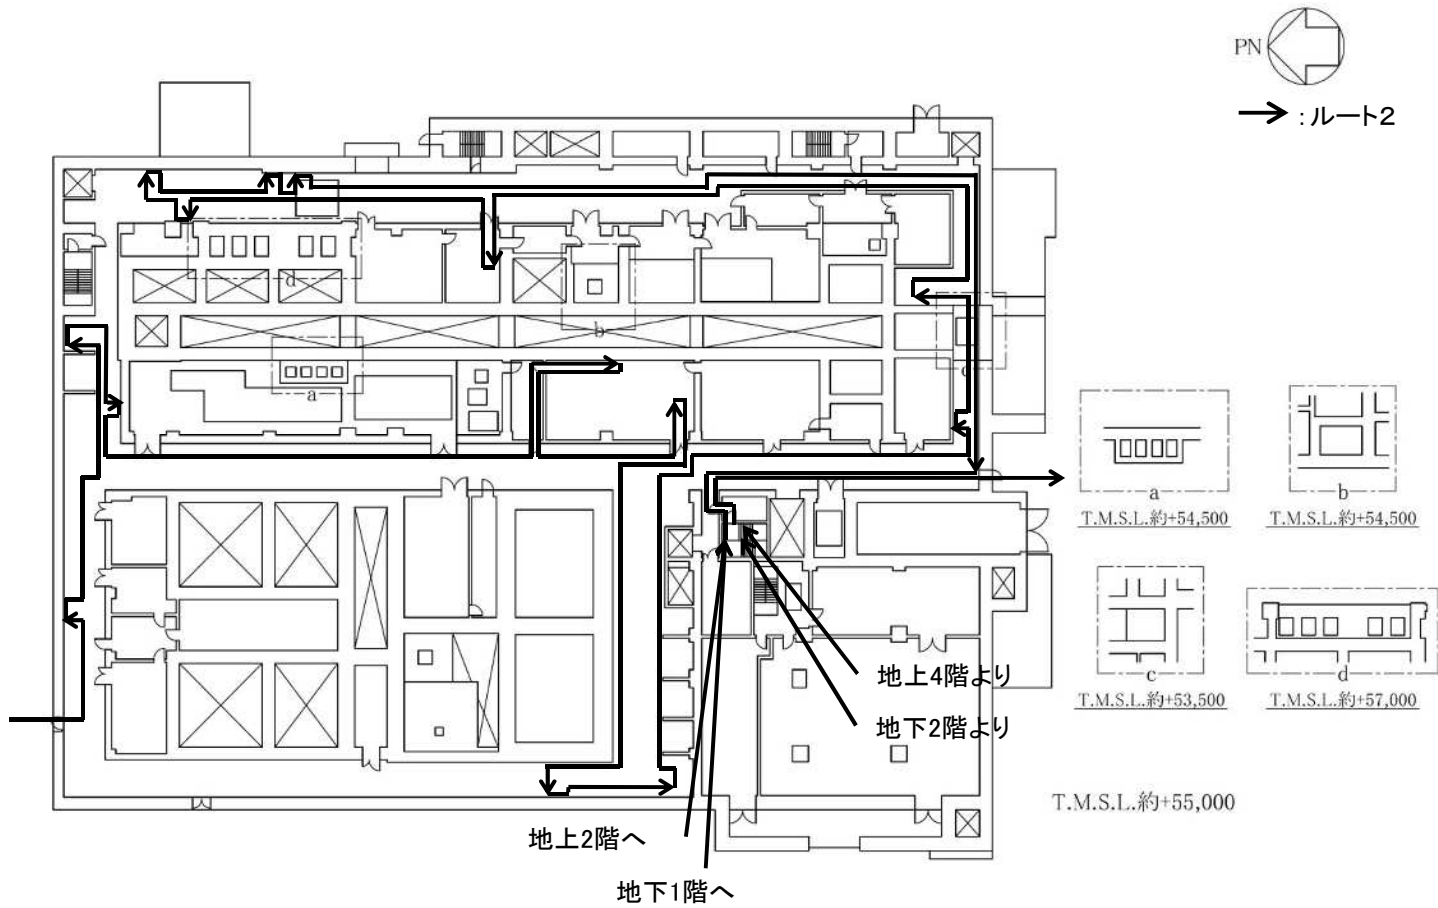 PN
：ルート2
d
b
a
c
a
T.M.S.L.約+54,500
b
T.M.S.L.約+54,500
c
T.M.S.L.約+53,500
d
T.M.S.L.約+57,000
地上4階より
地下2階より
T.M.S.L.約+55,000
地上2階へ
地下1階へ